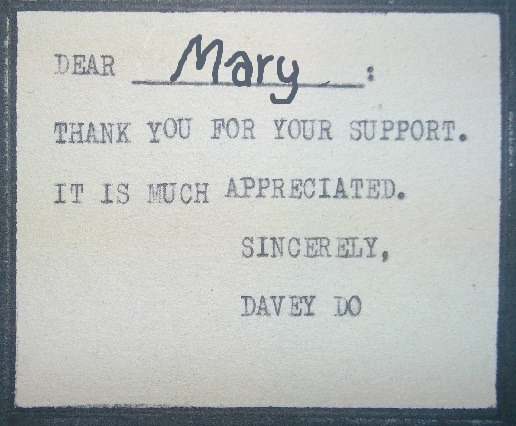 DEAR Mary :
THANK YOU FOR YOUR SUPPORT.
IT IS MUCH APPRECIATED.
SINCERELY,
DAVEY DO